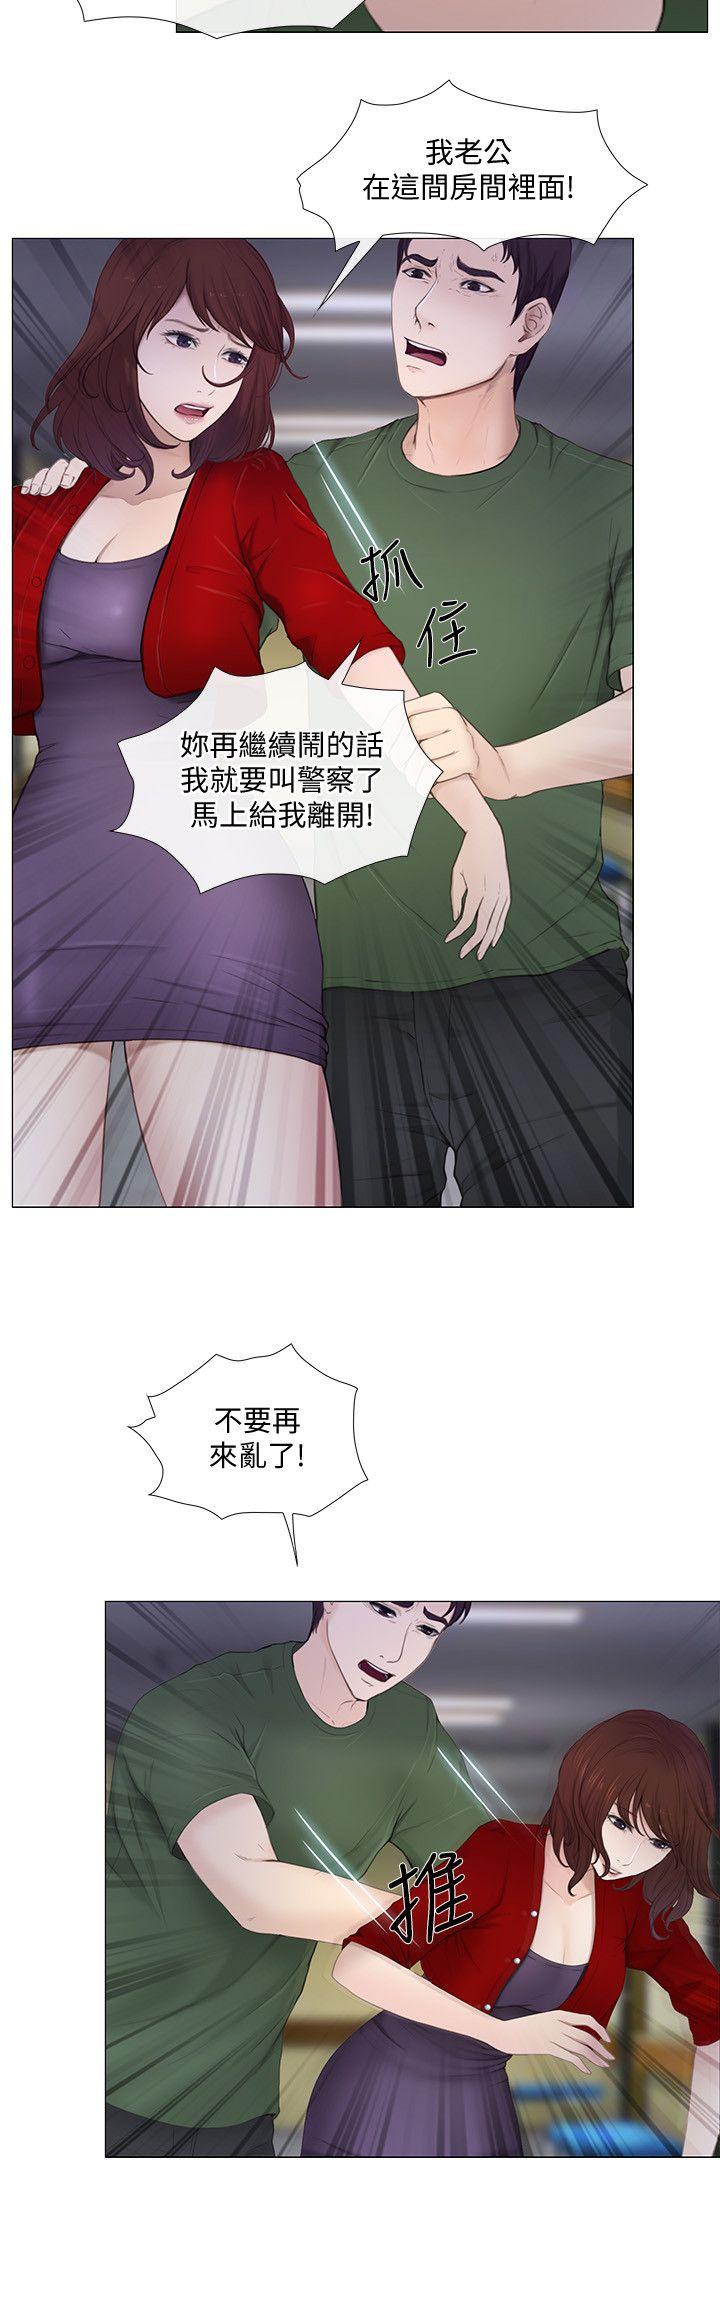 我老公
在這間房間裡面!
抓
住
妳再繼續鬧的話
我就要叫警察了
馬上給我離開!
不要再
來亂了!
推